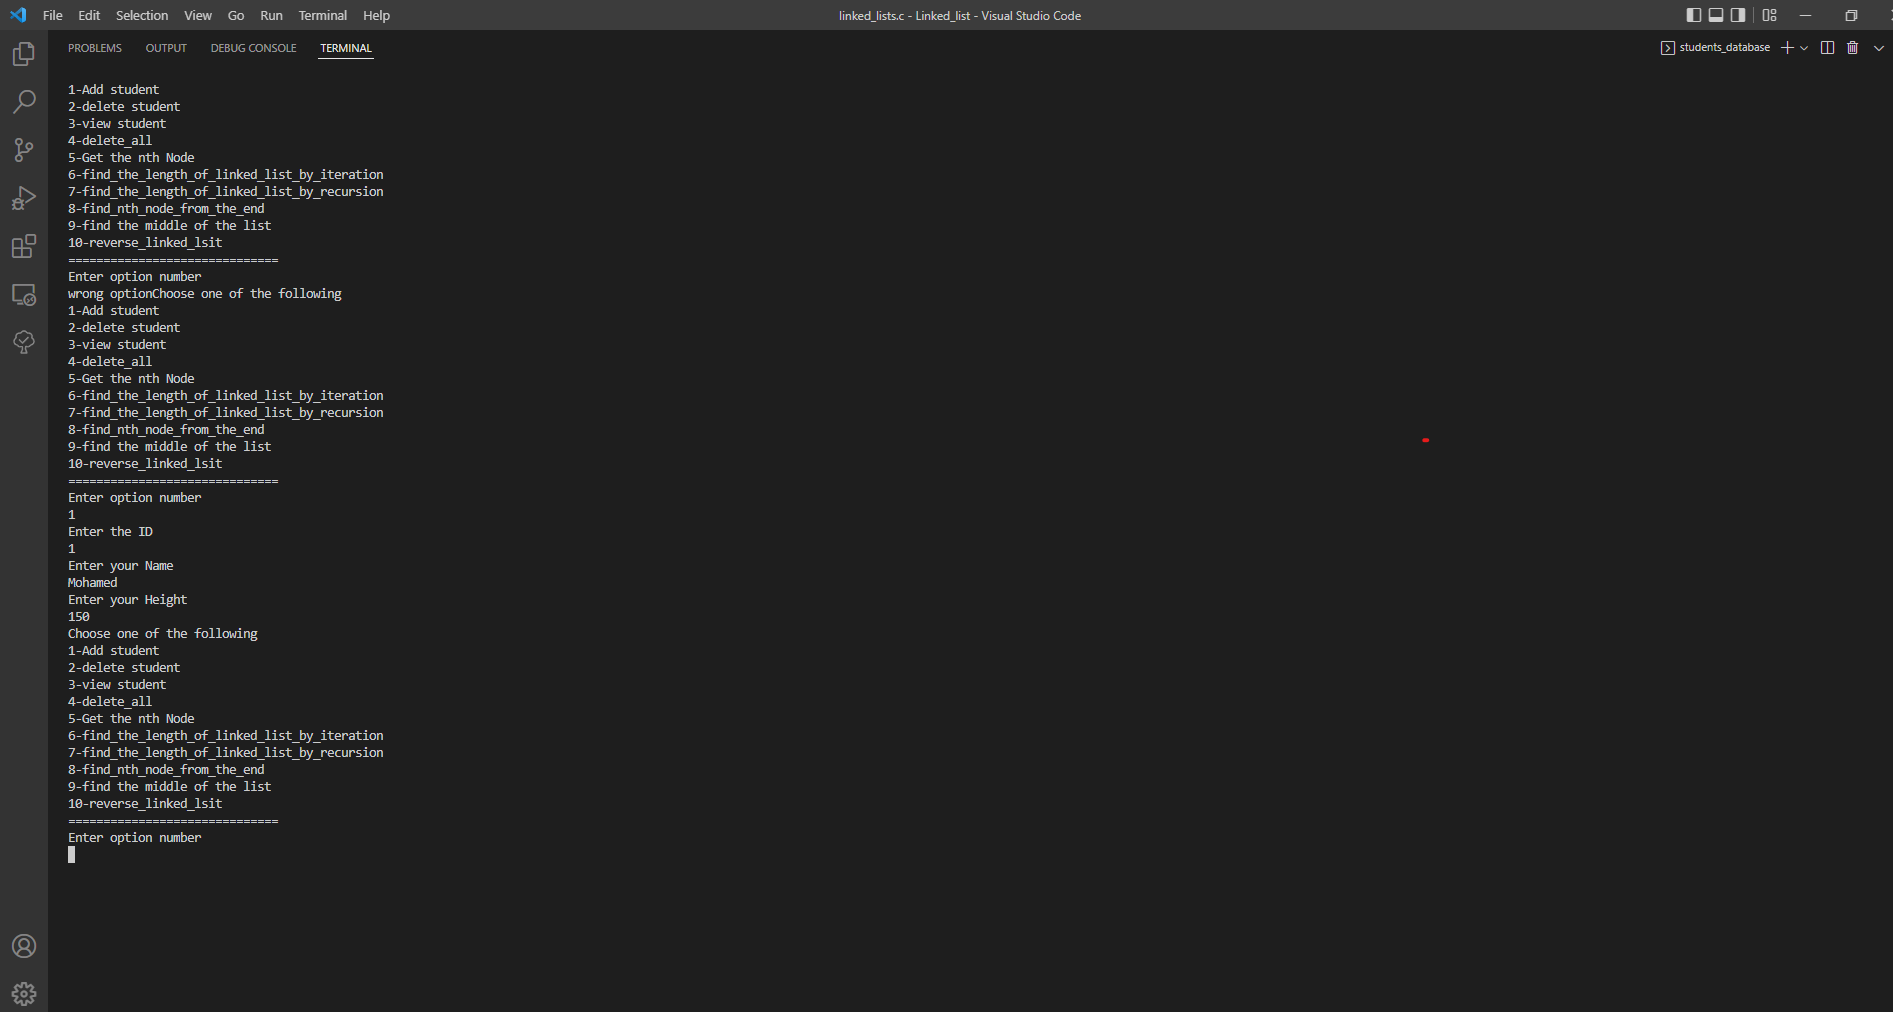 File Edit Selection View Go Run Terminal Help
linked_lists.c - Linked_list - Visual Studio Code
PROBLEMS OUTPUT DEBUG CONSOLE TERMINAL
students_database
1-Add student
2-delete student
3-view student
4-delete_all
5-Get the nth Node
6-find_the_length_of_linked_list_by_iteration
7-find_the_length_of_linked_list_by_recursion
8-find_nth_node_from_the_end
9-find the middle of the list
10-reverse_linked_lsit
==============================
Enter option number
wrong optionChoose one of the following
1-Add student
2-delete student
3-view student
4-delete_all
5-Get the nth Node
6-find_the_length_of_linked_list_by_iteration
7-find_the_length_of_linked_list_by_recursion
8-find_nth_node_from_the_end
9-find the middle of the list
10-reverse_linked_lsit
==============================
Enter option number
1
Enter the ID
1
Enter your Name
Mohamed
Enter your Height
150
Choose one of the following
1-Add student
2-delete student
3-view student
4-delete_all
5-Get the nth Node
6-find_the_length_of_linked_list_by_iteration
7-find_the_length_of_linked_list_by_recursion
8-find_nth_node_from_the_end
9-find the middle of the list
10-reverse_linked_lsit
==============================
Enter option number